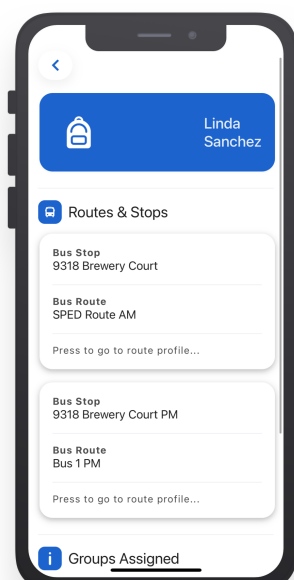 Linda
Sanchez
Routes & Stops
Bus Stop
9318 Brewery Court
Bus Route
SPED Route AM
Press to go to route profile...
Bus Stop
9318 Brewery Court PM
Bus Route
Bus 1 PM
Press to go to route profile...
Groups Assigned